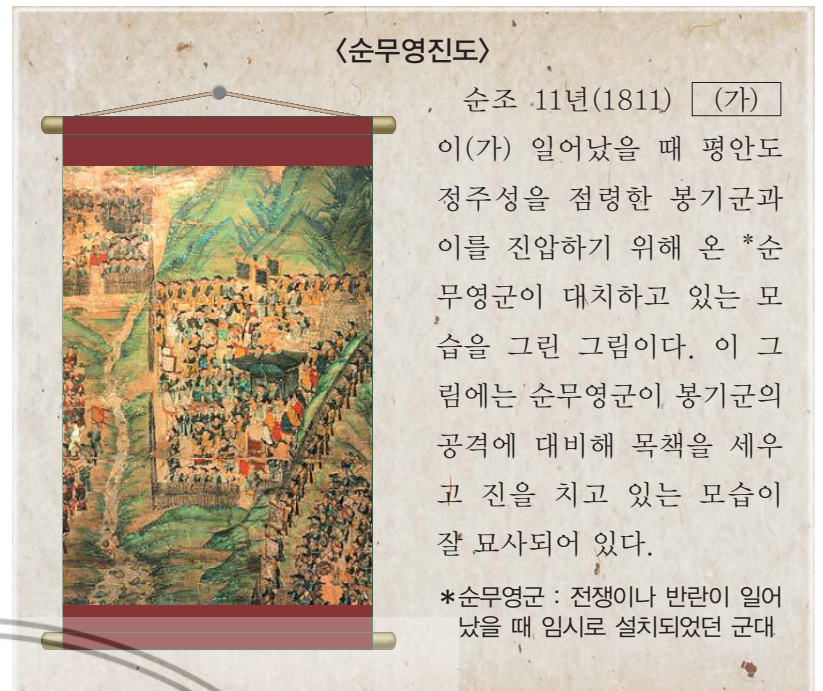 〈순무영진도〉
순조 11년(1811) (가)
이(가) 일어났을 때 평안도
정주성을 점령한 봉기군과
이를 진압하기 위해 온 *순
무영군이 대치하고 있는 모
습을 그린 그림이다. 이 그
림에는 순무영군이 봉기군의
공격에 대비해 목책을 세우
고 진을 치고 있는 모습이
잘 묘사되어 있다.
*순무영군 : 전쟁이나 반란이 일어
났을 때 임시로 설치되었던 군대